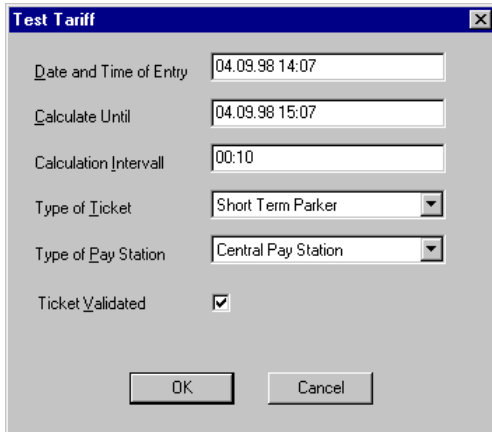 Test Tariff
Date and Time of Entry 04.09.98 14:07
Calculate Until 04.09.98 15:07
Calculation Intervall 00:10
Type of Ticket Short Term Parker
Type of Pay Station Central Pay Station
Ticket Validated
OK Cancel